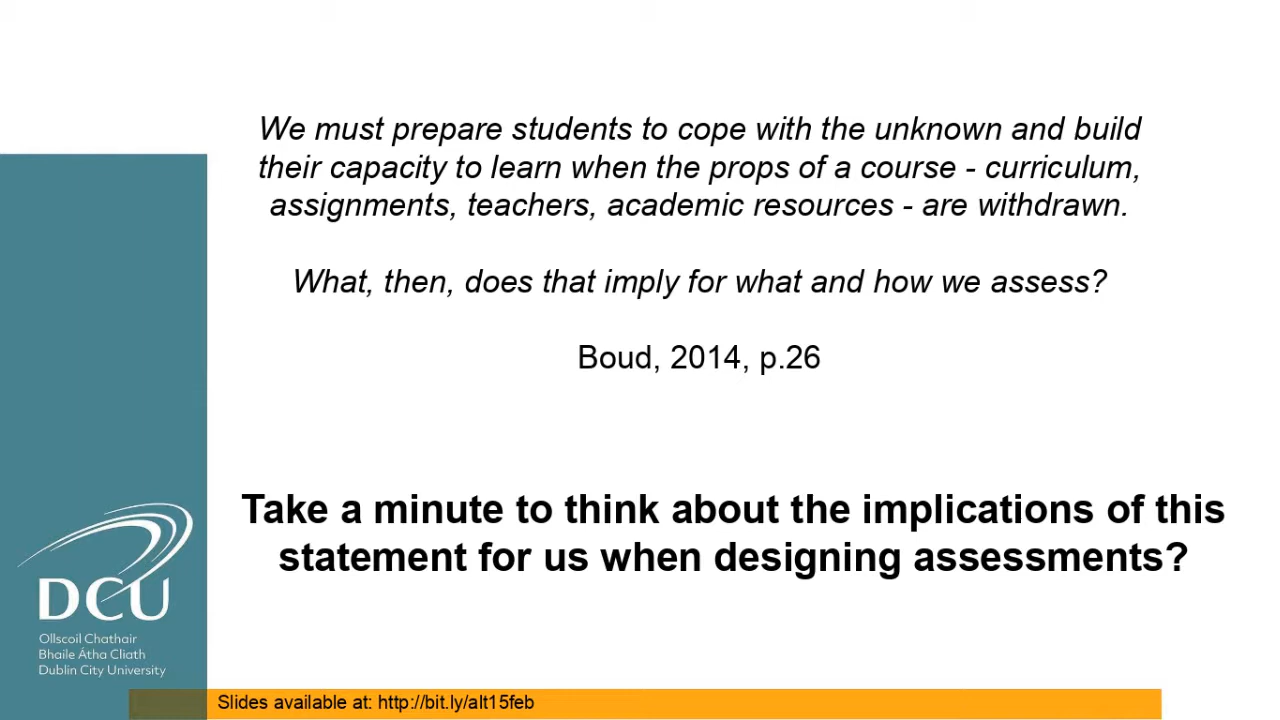 We must prepare students to cope with the unknown and build
their capacity to learn when the props of a course - curriculum,
assignments, teachers, academic resources - are withdrawn.
What, then, does that imply for what and how we assess?
Boud, 2014, p.26
Take a minute to think about the implications of this
statement for us when designing assessments?
DCU
Ollscoil Chathair
Bhaile Átha Cliath
Dublin City University
Slides available at: http://bit.ly/alt15feb